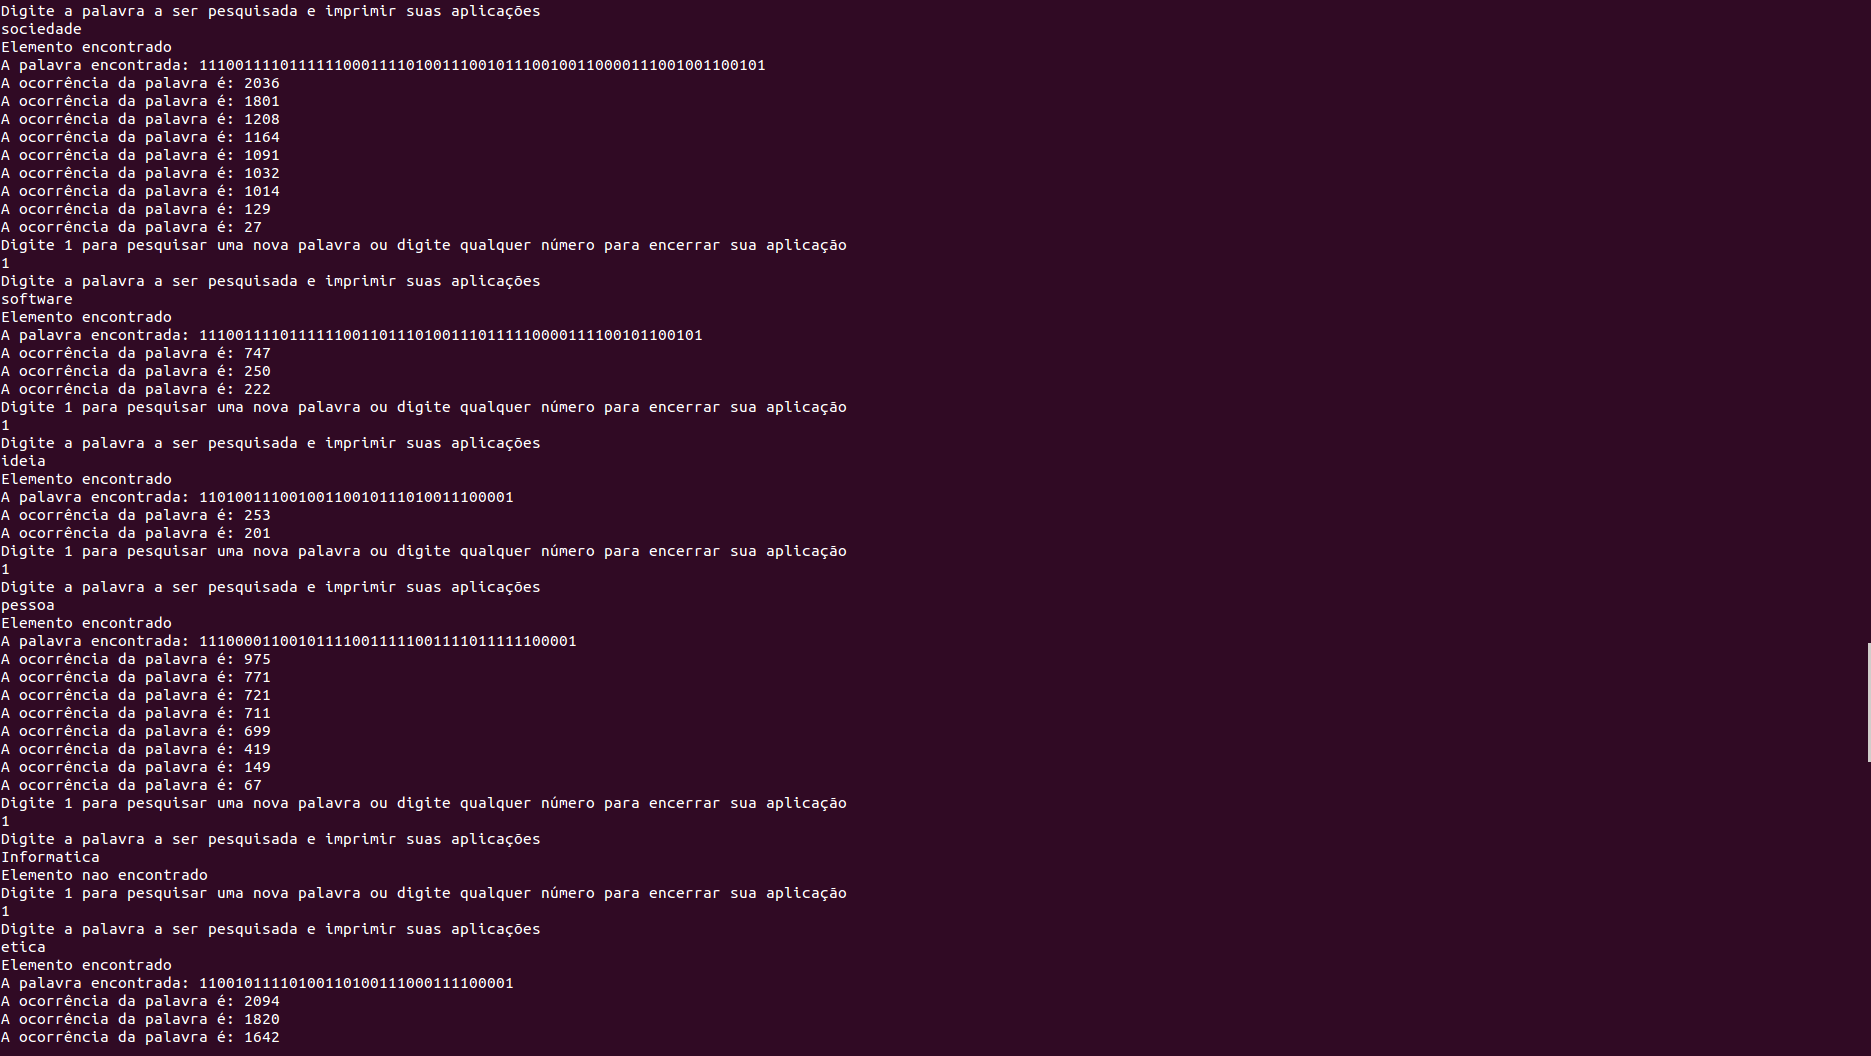 Digite a palavra a ser pesquisada e imprimir suas aplicações
sociedade
Elemento encontrado
A palavra encontrada: 111001111011111100011110100111001011100100110000111001001100101
A ocorrência da palavra é: 2036
A ocorrência da palavra é: 1801
A ocorrência da palavra é: 1208
A ocorrência da palavra é: 1164
A ocorrência da palavra é: 1091
A ocorrência da palavra é: 1032
A ocorrência da palavra é: 1014
A ocorrência da palavra é: 129
A ocorrência da palavra é: 27
Digite 1 para pesquisar uma nova palavra ou digite qualquer número para encerrar sua aplicação
1
Digite a palavra a ser pesquisada e imprimir suas aplicações
software
Elemento encontrado
A palavra encontrada: 11100111101111110011011101001110111110000111100101100101
A ocorrência da palavra é: 747
A ocorrência da palavra é: 250
A ocorrência da palavra é: 222
Digite 1 para pesquisar uma nova palavra ou digite qualquer número para encerrar sua aplicação
1
Digite a palavra a ser pesquisada e imprimir suas aplicações
ideia
Elemento encontrado
A palavra encontrada: 11010011100100110010111010011100001
A ocorrência da palavra é: 253
A ocorrência da palavra é: 201
Digite 1 para pesquisar uma nova palavra ou digite qualquer número para encerrar sua aplicação
1
Digite a palavra a ser pesquisada e imprimir suas aplicações
pessoa
Elemento encontrado
A palavra encontrada: 111000011001011110011111001111011111100001
A ocorrência da palavra é: 975
A ocorrência da palavra é: 771
A ocorrência da palavra é: 721
A ocorrência da palavra é: 711
A ocorrência da palavra é: 699
A ocorrência da palavra é: 419
A ocorrência da palavra é: 149
A ocorrência da palavra é: 67
Digite 1 para pesquisar uma nova palavra ou digite qualquer número para encerrar sua aplicação
1
Digite a palavra a ser pesquisada e imprimir suas aplicações
Informatica
Elemento nao encontrado
Digite 1 para pesquisar uma nova palavra ou digite qualquer número para encerrar sua aplicação
1
Digite a palavra a ser pesquisada e imprimir suas aplicações
etica
Elemento encontrado
A palavra encontrada: 11001011110100110100111000111100001
A ocorrência da palavra é: 2094
A ocorrência da palavra é: 1820
A ocorrência da palavra é: 1642